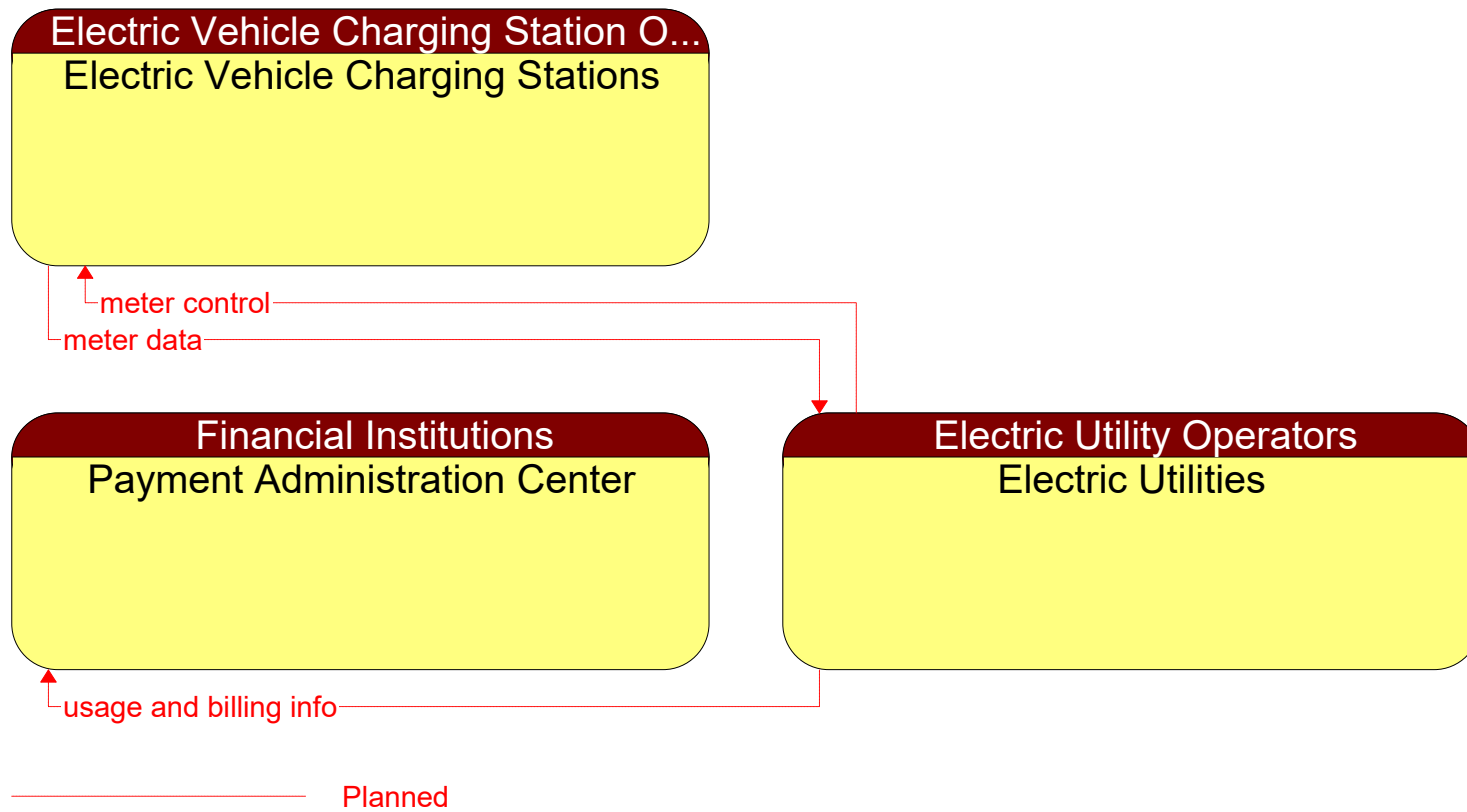 Electric Vehicle Charging Station O...
Electric Vehicle Charging Stations
meter control
meter data
Financial Institutions
Payment Administration Center
Electric Utility Operators
Electric Utilities
usage and billing info
Planned